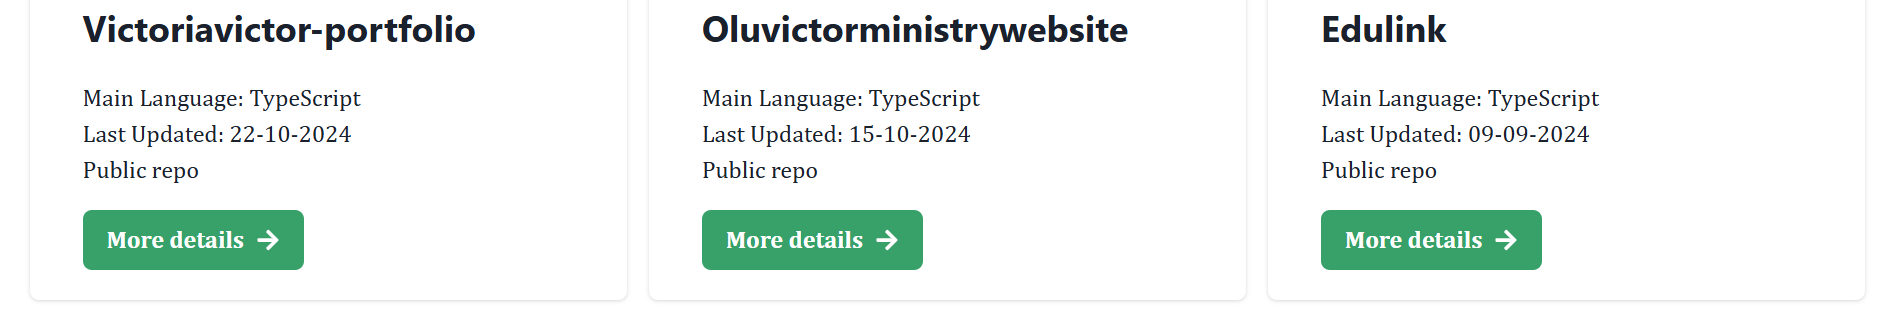 Victoriavictor-portfolio
Main Language: TypeScript
Last Updated: 22-10-2024
Public repo
More details
Oluvictorministrywebsite
Main Language: TypeScript
Last Updated: 15-10-2024
Public repo
More details
Edulink
Main Language: TypeScript
Last Updated: 09-09-2024
Public repo
More details